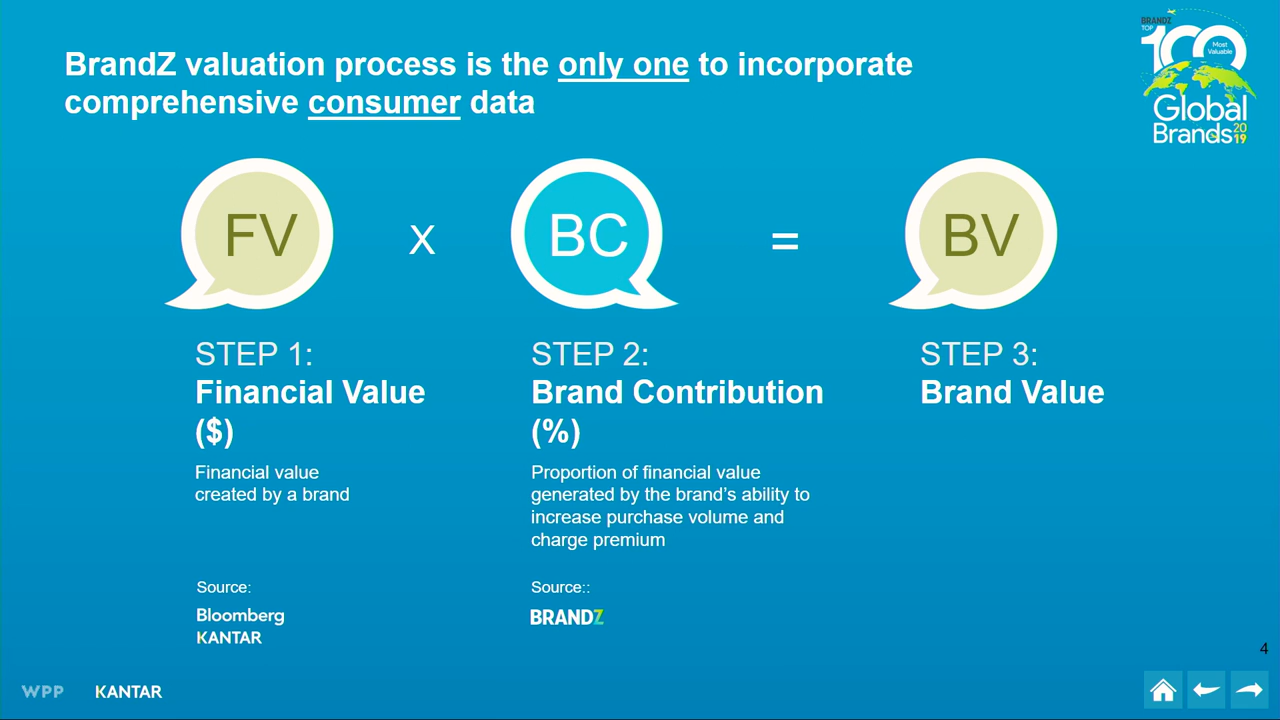 BrandZ valuation process is the only one to incorporate
comprehensive consumer data
BRANDZ
TOP
100
Most
Valuable
Global
Brands
20
19
FV
x
BC
=
BV
STEP 1:
Financial Value
($)
Financial value
created by a brand
Source:
Bloomberg
KANTAR
STEP 2:
Brand Contribution
(%)
Proportion of financial value
generated by the brand’s ability to
increase purchase volume and
charge premium
Source::
BRANDZ
STEP 3:
Brand Value
4
WPP KANTAR